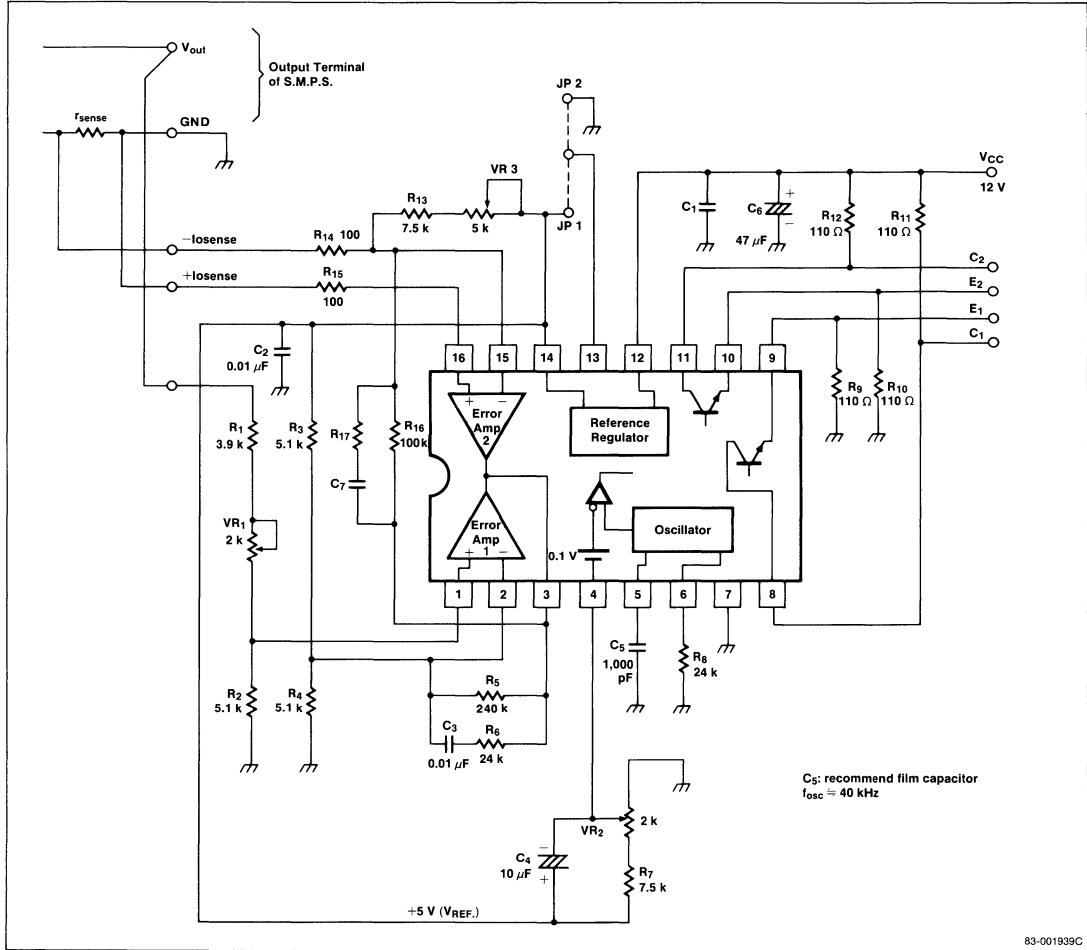 Vout
Output Terminal
of S.M.P.S.
rsense
GND
JP 2
JP 1
VR 3
R13
7.5 k
5 k
−Iosense
R14 100
+Iosense
R15
100
VCC
12 V
C1
C6
+
−
47 µF
R12
110 Ω
R11
110 Ω
C2
E2
E1
C1
C2
0.01 µF
R9
110 Ω
R10
110 Ω
16 15 14 13 12 11 10 9
R1
3.9 k
R3
5.1 k
R17
R16
100k
C7
VR1
2 k
+ −
Error
Amp
2
Reference
Regulator
Error
Amp
1
+ −
0.1 V
Oscillator
1 2 3 4 5 6 7 8
R2
5.1 k
R4
5.1 k
R5
240 k
C3
0.01 µF
R6
24 k
C5
1,000
pF
R8
24 k
VR2
2 k
C4
10 µF
−
+
R7
7.5 k
C5: recommend film capacitor
fosc ≒ 40 kHz
+5 V (VREF.)
83-001939C